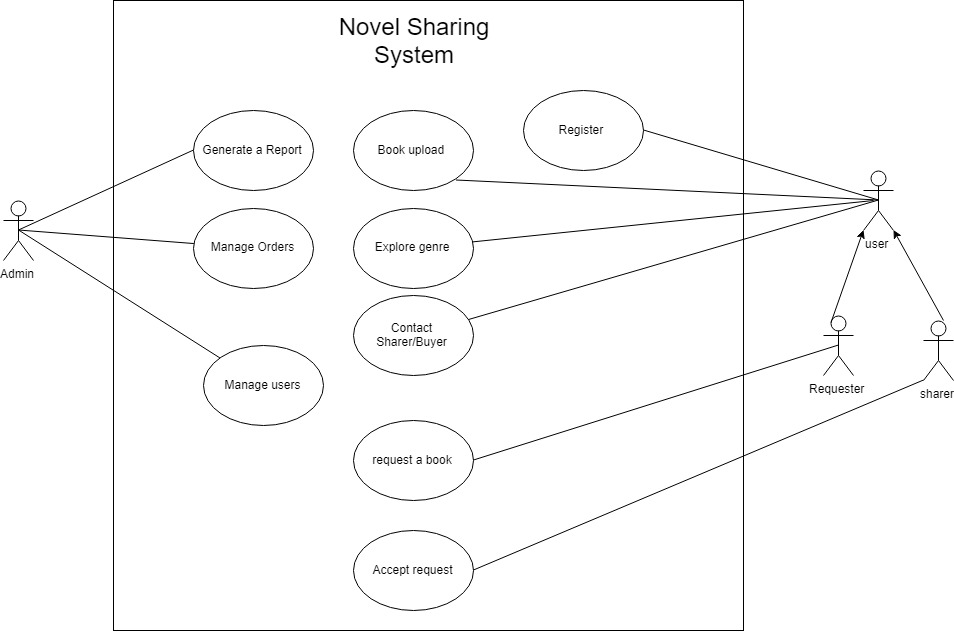 Novel Sharing
System
Register
Generate a Report
Book upload
user
Admin
Manage Orders
Explore genre
Contact
Sharer/Buyer
Manage users
Requester
sharer
request a book
Accept request